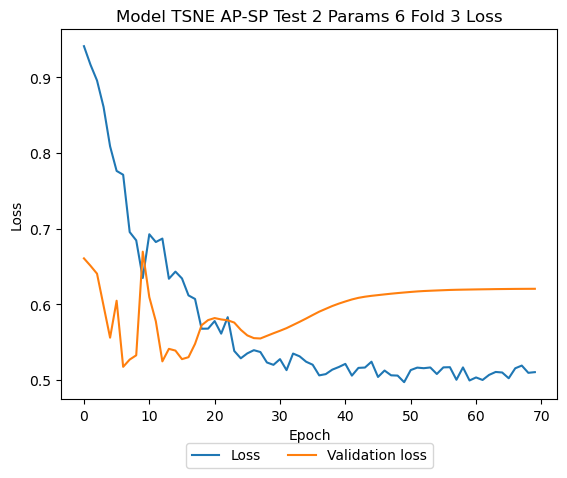 Model TSNE AP-SP Test 2 Params 6 Fold 3 Loss
Loss
0.9
0.8
0.7
0.6
0.5
0 10 20 30 40 50 60 70
Epoch
Loss Validation loss